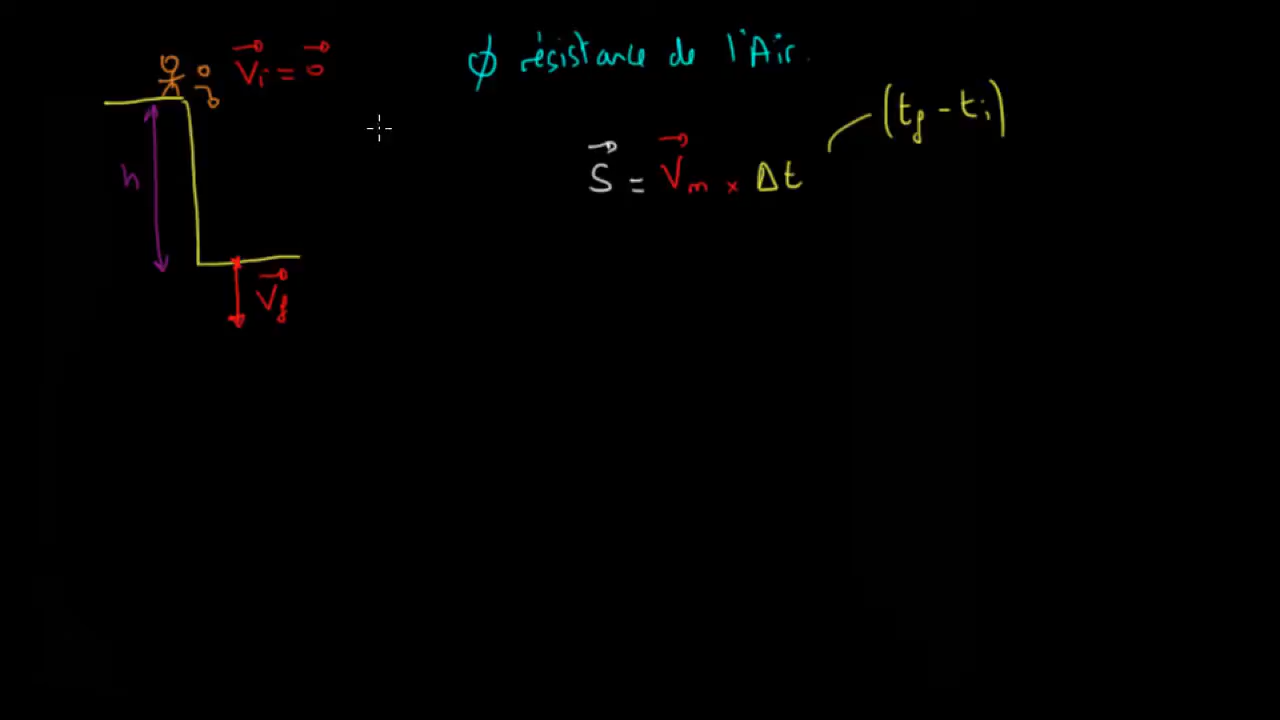 V⃗i = 0⃗
∅ résistance de l'Air.
(tf - ti)
S⃗ = V⃗m × Δt
h
V⃗f